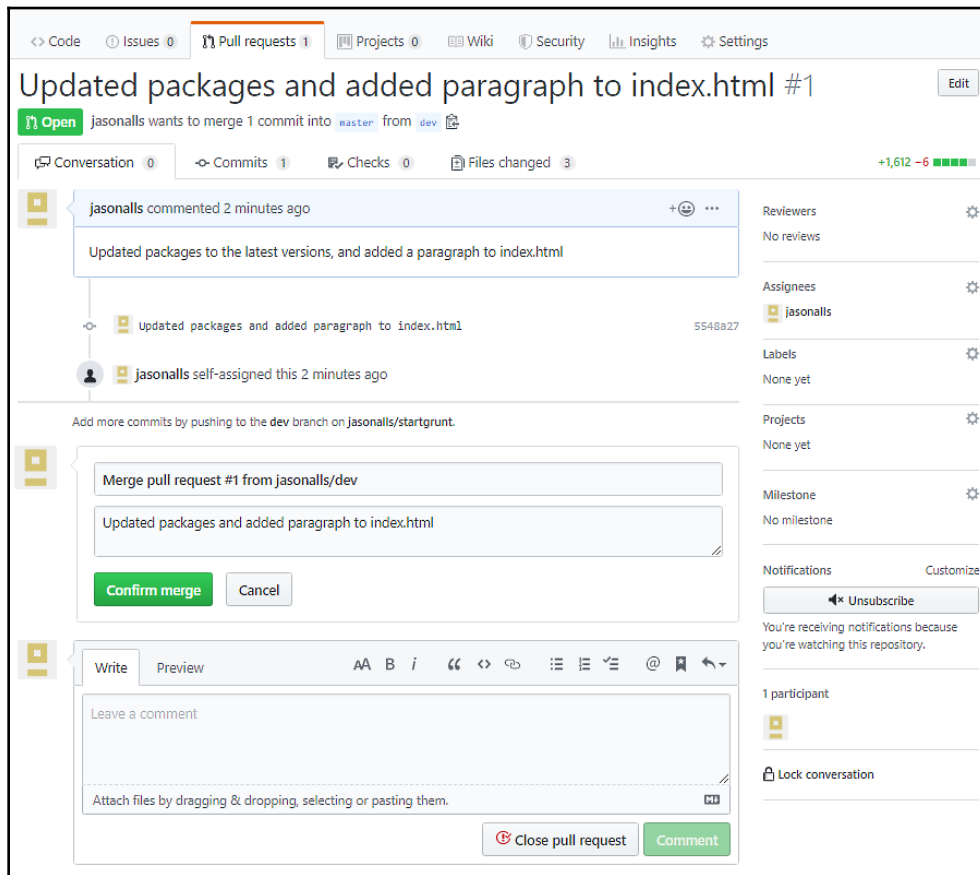 Code Issues 0 Pull requests 1 Projects 0 Wiki Security Insights Settings
Updated packages and added paragraph to index.html #1 Edit
Open jasonalls wants to merge 1 commit into master from dev
Conversation 0 Commits 1 Checks 0 Files changed 3 +1,612 −6
jasonalls commented 2 minutes ago
Updated packages to the latest versions, and added a paragraph to index.html
Updated packages and added paragraph to index.html 5548a27
jasonalls self-assigned this 2 minutes ago
Add more commits by pushing to the dev branch on jasonalls/startgrunt.
Merge pull request #1 from jasonalls/dev
Updated packages and added paragraph to index.html
Confirm merge Cancel
Write Preview AA B i
Leave a comment
Attach files by dragging & dropping, selecting or pasting them.
Close pull request Comment
Reviewers
No reviews
Assignees
jasonalls
Labels
None yet
Projects
None yet
Milestone
No milestone
Notifications Customize
Unsubscribe
You're receiving notifications because
you're watching this repository.
1 participant
Lock conversation